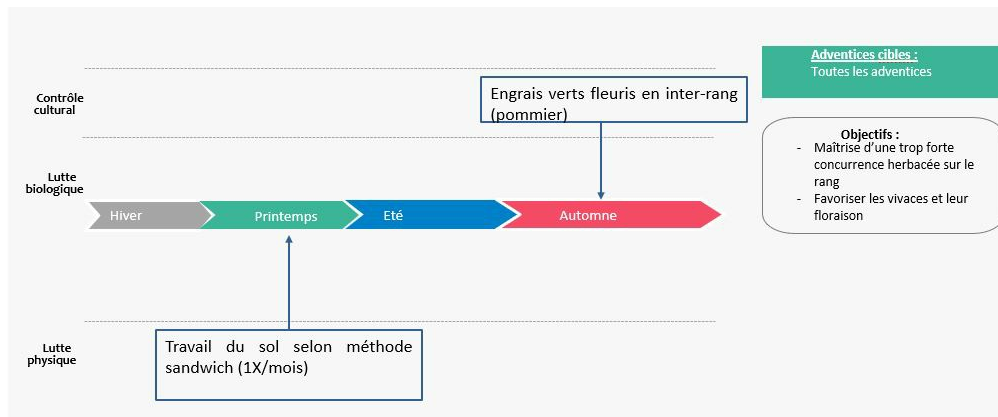 Adventices cibles :
Toutes les adventices
Contrôle
cultural
Engrais verts fleuris en inter-rang
(pommier)
Objectifs :
- Maîtrise d’une trop forte
concurrence herbacée sur le
rang
- Favoriser les vivaces et leur
floraison
Lutte
biologique
Hiver
Printemps
Eté
Automne
Lutte
physique
Travail du sol selon méthode
sandwich (1X/mois)